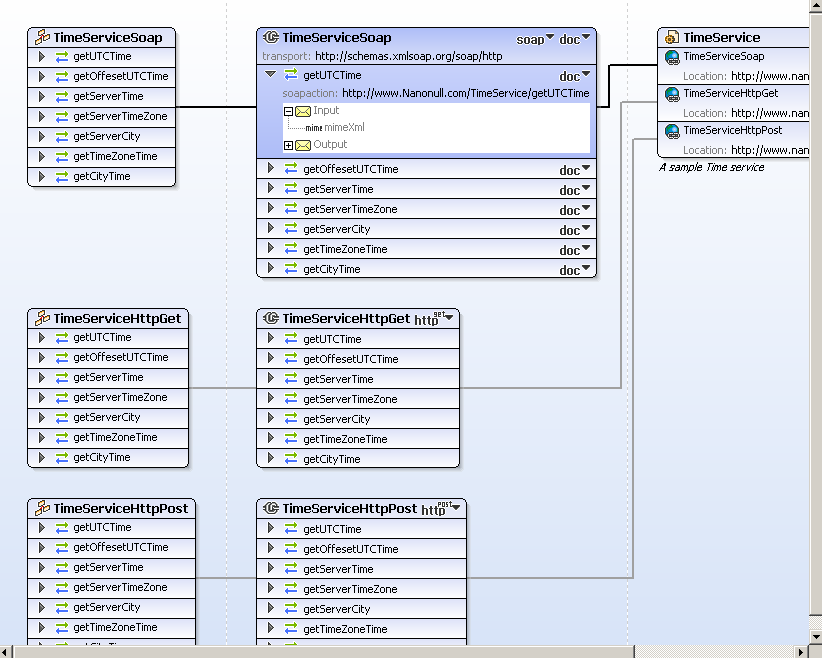 TimeServiceSoap
getUTCTime
getOffesetUTCTime
getServerTime
getServerTimeZone
getServerCity
getTimeZoneTime
getCityTime
TimeServiceSoap soap doc
transport: http://schemas.xmlsoap.org/soap/http
getUTCTime doc
soapaction: http://www.Nanonull.com/TimeService/getUTCTime
Input
mime mimeXml
Output
getOffesetUTCTime doc
getServerTime doc
getServerTimeZone doc
getServerCity doc
getTimeZoneTime doc
getCityTime doc
TimeService
TimeServiceSoap
Location: http://www.nan
TimeServiceHttpGet
Location: http://www.nan
TimeServiceHttpPost
Location: http://www.nan
A sample Time service
TimeServiceHttpGet
getUTCTime
getOffesetUTCTime
getServerTime
getServerTimeZone
getServerCity
getTimeZoneTime
getCityTime
TimeServiceHttpGet http get
getUTCTime
getOffesetUTCTime
getServerTime
getServerTimeZone
getServerCity
getTimeZoneTime
getCityTime
TimeServiceHttpPost
getUTCTime
getOffesetUTCTime
getServerTime
getServerTimeZone
getServerCity
getTimeZoneTime
TimeServiceHttpPost http post
getUTCTime
getOffesetUTCTime
getServerTime
getServerTimeZone
getServerCity
getTimeZoneTime